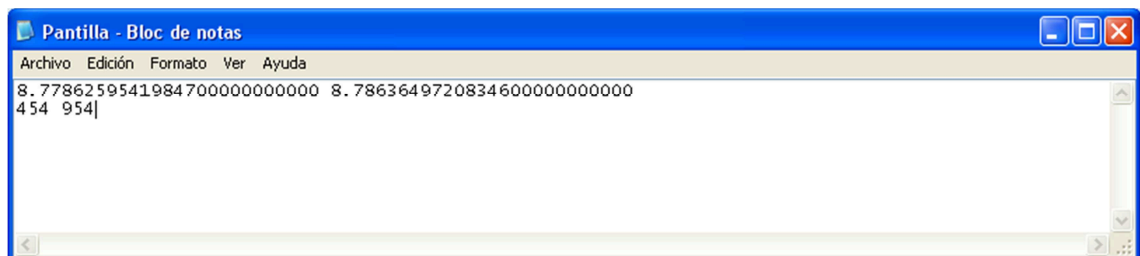 Pantilla - Bloc de notas
Archivo Edición Formato Ver Ayuda
8.7786259541984700000000000 8.7863649720834600000000000
454 954